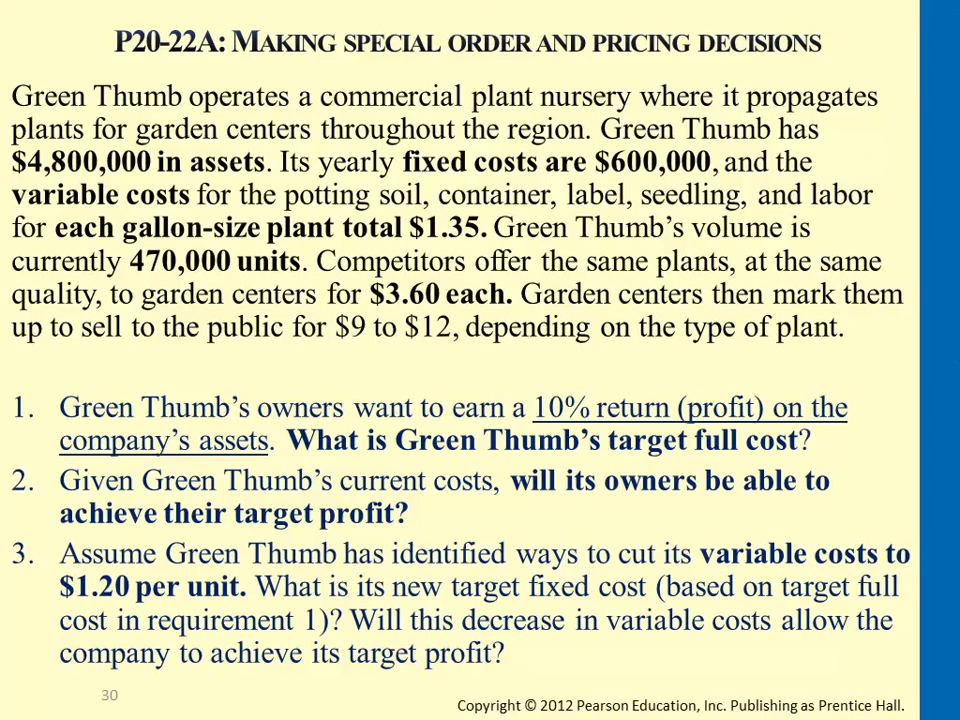 P20-22A: MAKING SPECIAL ORDER AND PRICING DECISIONS
Green Thumb operates a commercial plant nursery where it propagates
plants for garden centers throughout the region. Green Thumb has
$4,800,000 in assets. Its yearly fixed costs are $600,000, and the
variable costs for the potting soil, container, label, seedling, and labor
for each gallon-size plant total $1.35. Green Thumb’s volume is
currently 470,000 units. Competitors offer the same plants, at the same
quality, to garden centers for $3.60 each. Garden centers then mark them
up to sell to the public for $9 to $12, depending on the type of plant.
1. Green Thumb’s owners want to earn a 10% return (profit) on the
company’s assets. What is Green Thumb’s target full cost?
2. Given Green Thumb’s current costs, will its owners be able to
achieve their target profit?
3. Assume Green Thumb has identified ways to cut its variable costs to
$1.20 per unit. What is its new target fixed cost (based on target full
cost in requirement 1)? Will this decrease in variable costs allow the
company to achieve its target profit?
30
Copyright © 2012 Pearson Education, Inc. Publishing as Prentice Hall.